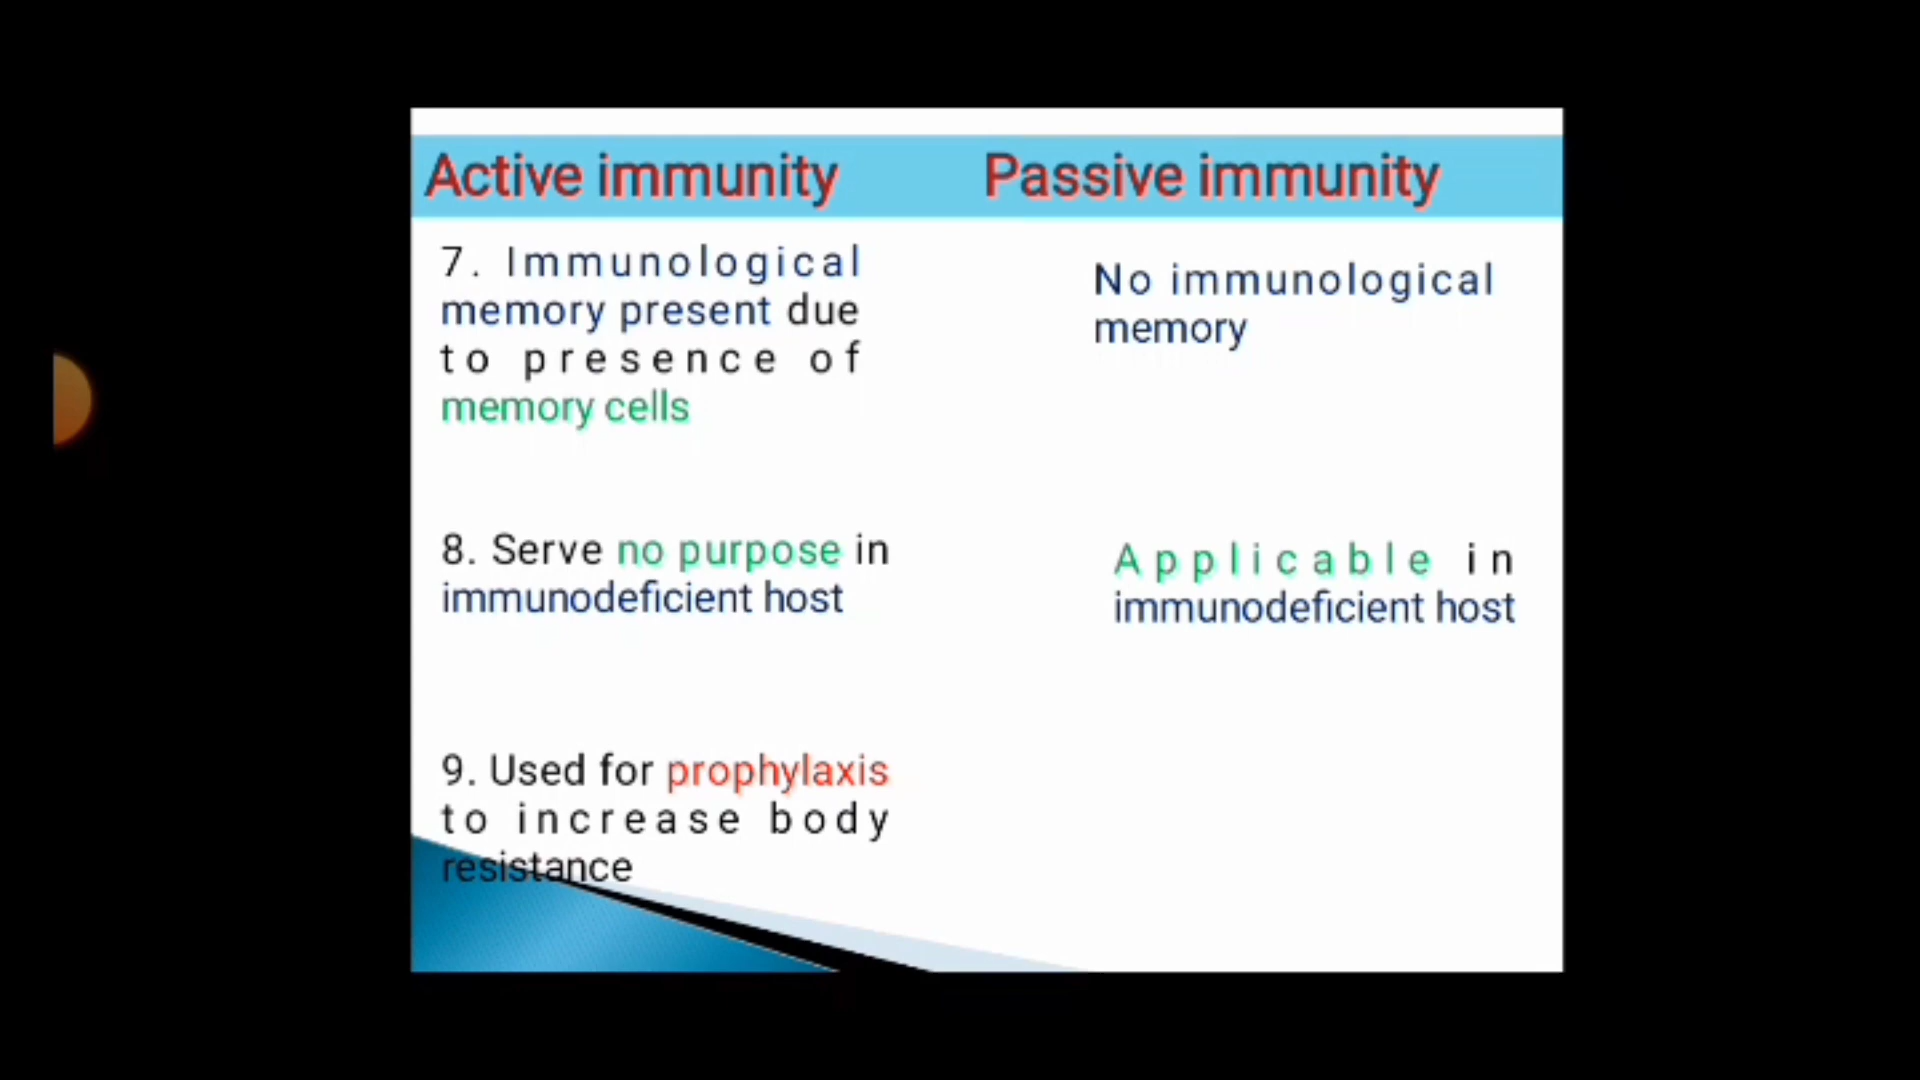 Active immunity
Passive immunity
7. Immunological
memory present due
to presence of
memory cells
No immunological
memory
8. Serve no purpose in
immunodeficient host
Applicable in
immunodeficient host
9. Used for prophylaxis
to increase body
resistance